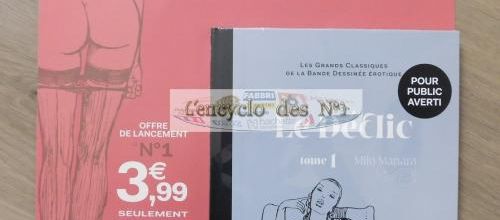 LES GRANDS CLASSIQUES
DE LA BANDE DESSINÉE ÉROTIQUE
POUR
PUBLIC
AVERTI
FABBRI
L'encyclo des N°1
OFFRE
DE LANCEMENT
N°1
3€,99
SEULEMENT
Le Déclic
tome 1 Milo Manara